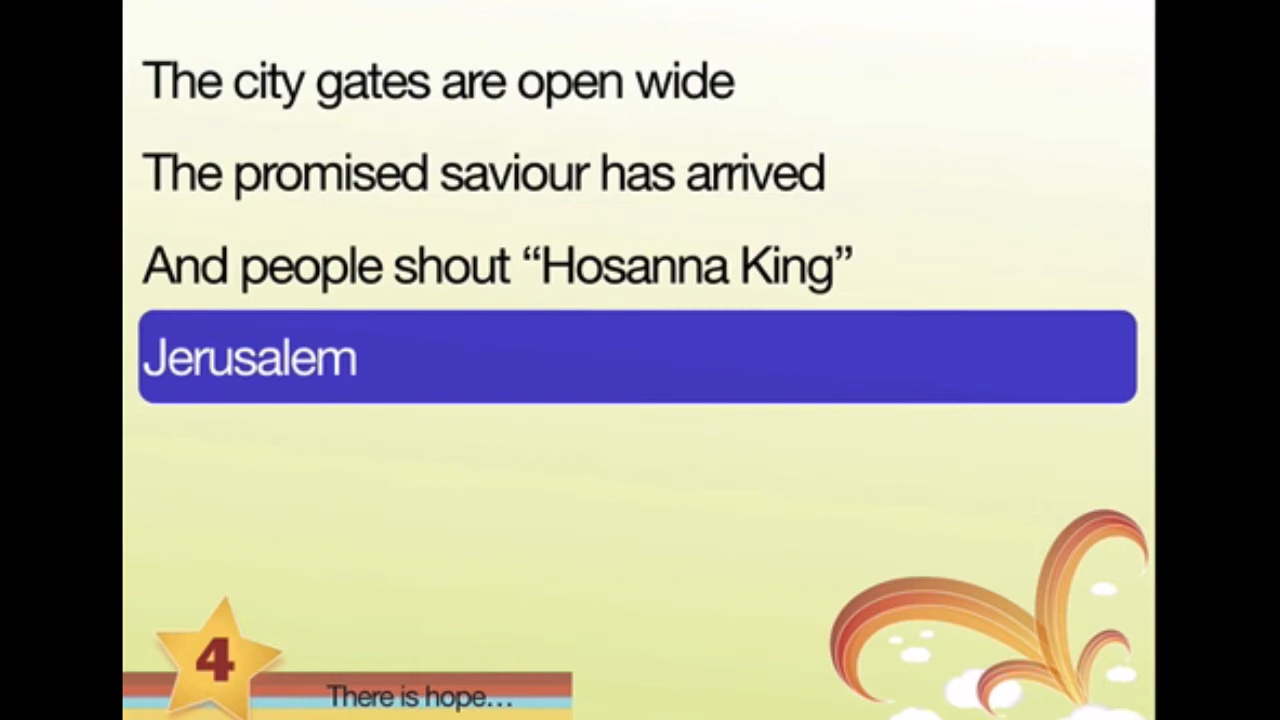 The city gates are open wide
The promised saviour has arrived
And people shout “Hosanna King”
Jerusalem
4
There is hope...